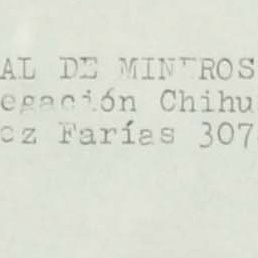 AL DE MINEROS
egación Chihu
ez Farías 307